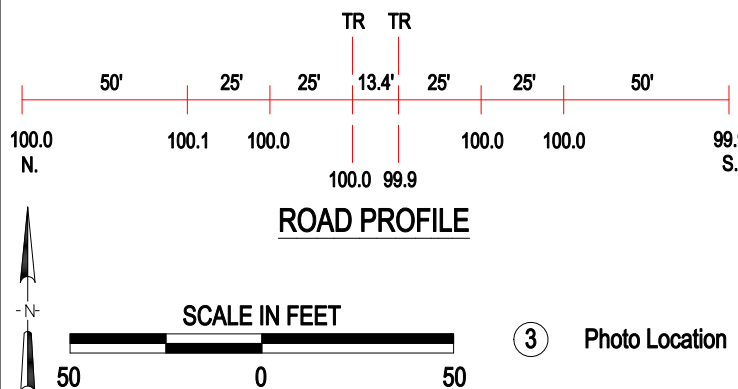 TR TR
50' 25' 25' 13.4' 25' 25' 50'
100.0 100.1 100.0 100.0 100.0
N. S.
100.0 99.9
ROAD PROFILE
-N-
SCALE IN FEET
3 Photo Location
50 0 50